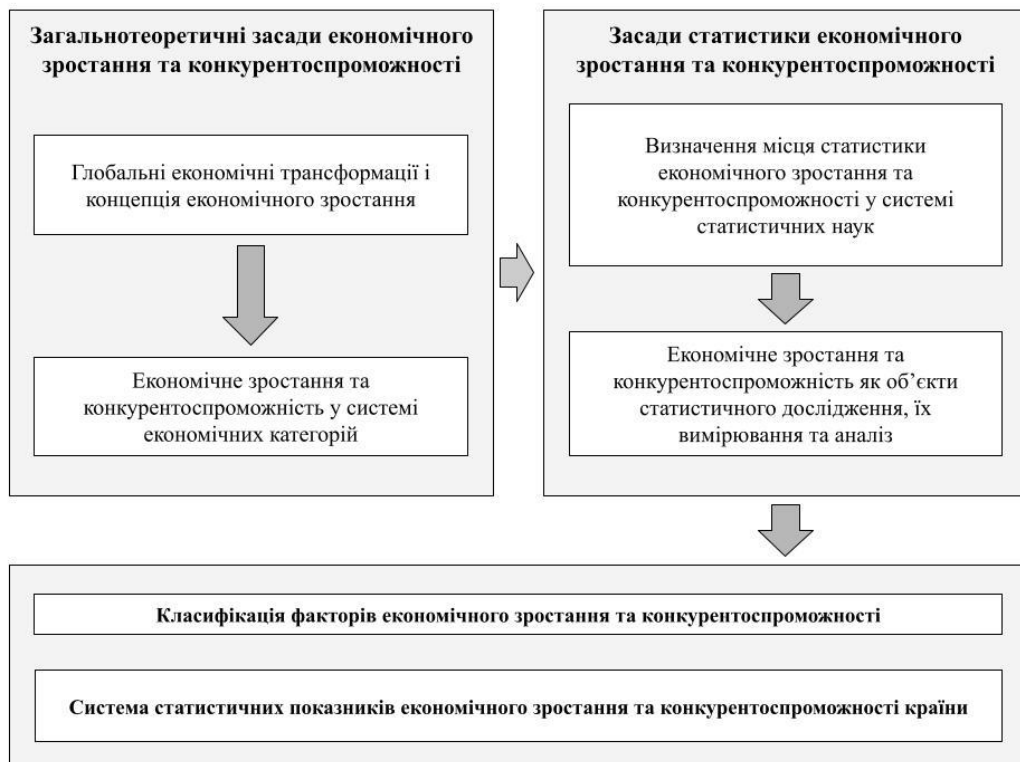 Загальнотеоретичні засади економічного
зростання та конкурентоспроможності
Глобальні економічні трансформації і
концепція економічного зростання
Економічне зростання та
конкурентоспроможність у системі
економічних категорій
Засади статистики економічного
зростання та конкурентоспроможності
Визначення місця статистики
економічного зростання та
конкурентоспроможності у системі
статистичних наук
Економічне зростання та
конкурентоспроможність як об’єкти
статистичного дослідження, їх
вимірювання та аналіз
Класифікація факторів економічного зростання та конкурентоспроможності
Система статистичних показників економічного зростання та конкурентоспроможності країни